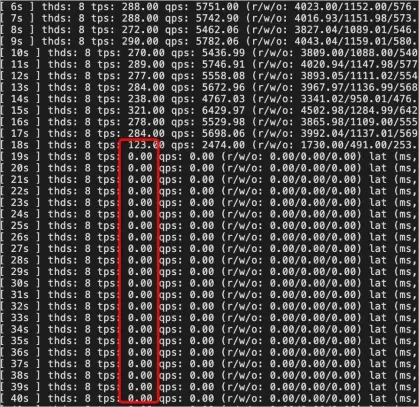 [ 6s ] thds: 8 tps: 288.00 qps: 5751.00 (r/w/o: 4023.00/1152.00/576.
[ 7s ] thds: 8 tps: 288.00 qps: 5742.90 (r/w/o: 4016.93/1151.98/573.
[ 8s ] thds: 8 tps: 272.00 qps: 5462.06 (r/w/o: 3827.04/1089.01/546.
[ 9s ] thds: 8 tps: 290.00 qps: 5782.06 (r/w/o: 4043.04/1159.01/580.
[ 10s ] thds: 8 tps: 270.00 qps: 5436.99 (r/w/o: 3809.00/1088.00/540
[ 11s ] thds: 8 tps: 289.00 qps: 5746.91 (r/w/o: 4020.94/1147.98/577
[ 12s ] thds: 8 tps: 277.00 qps: 5558.08 (r/w/o: 3893.05/1111.02/554
[ 13s ] thds: 8 tps: 284.00 qps: 5672.96 (r/w/o: 3967.97/1136.99/568
[ 14s ] thds: 8 tps: 238.00 qps: 4767.03 (r/w/o: 3341.02/950.01/476.
[ 15s ] thds: 8 tps: 321.00 qps: 6429.97 (r/w/o: 4502.98/1284.99/642
[ 16s ] thds: 8 tps: 278.00 qps: 5529.98 (r/w/o: 3865.98/1109.00/555
[ 17s ] thds: 8 tps: 284.00 qps: 5698.06 (r/w/o: 3992.04/1137.01/569
[ 18s ] thds: 8 tps: 123.00 qps: 2474.00 (r/w/o: 1730.00/491.00/253.
[ 19s ] thds: 8 tps: 0.00 qps: 0.00 (r/w/o: 0.00/0.00/0.00) lat (ms,
[ 20s ] thds: 8 tps: 0.00 qps: 0.00 (r/w/o: 0.00/0.00/0.00) lat (ms,
[ 21s ] thds: 8 tps: 0.00 qps: 0.00 (r/w/o: 0.00/0.00/0.00) lat (ms,
[ 22s ] thds: 8 tps: 0.00 qps: 0.00 (r/w/o: 0.00/0.00/0.00) lat (ms,
[ 23s ] thds: 8 tps: 0.00 qps: 0.00 (r/w/o: 0.00/0.00/0.00) lat (ms,
[ 24s ] thds: 8 tps: 0.00 qps: 0.00 (r/w/o: 0.00/0.00/0.00) lat (ms,
[ 25s ] thds: 8 tps: 0.00 qps: 0.00 (r/w/o: 0.00/0.00/0.00) lat (ms,
[ 26s ] thds: 8 tps: 0.00 qps: 0.00 (r/w/o: 0.00/0.00/0.00) lat (ms,
[ 27s ] thds: 8 tps: 0.00 qps: 0.00 (r/w/o: 0.00/0.00/0.00) lat (ms,
[ 28s ] thds: 8 tps: 0.00 qps: 0.00 (r/w/o: 0.00/0.00/0.00) lat (ms,
[ 29s ] thds: 8 tps: 0.00 qps: 0.00 (r/w/o: 0.00/0.00/0.00) lat (ms,
[ 30s ] thds: 8 tps: 0.00 qps: 0.00 (r/w/o: 0.00/0.00/0.00) lat (ms,
[ 31s ] thds: 8 tps: 0.00 qps: 0.00 (r/w/o: 0.00/0.00/0.00) lat (ms,
[ 32s ] thds: 8 tps: 0.00 qps: 0.00 (r/w/o: 0.00/0.00/0.00) lat (ms,
[ 33s ] thds: 8 tps: 0.00 qps: 0.00 (r/w/o: 0.00/0.00/0.00) lat (ms,
[ 34s ] thds: 8 tps: 0.00 qps: 0.00 (r/w/o: 0.00/0.00/0.00) lat (ms,
[ 35s ] thds: 8 tps: 0.00 qps: 0.00 (r/w/o: 0.00/0.00/0.00) lat (ms,
[ 36s ] thds: 8 tps: 0.00 qps: 0.00 (r/w/o: 0.00/0.00/0.00) lat (ms,
[ 37s ] thds: 8 tps: 0.00 qps: 0.00 (r/w/o: 0.00/0.00/0.00) lat (ms,
[ 38s ] thds: 8 tps: 0.00 qps: 0.00 (r/w/o: 0.00/0.00/0.00) lat (ms,
[ 39s ] thds: 8 tps: 0.00 qps: 0.00 (r/w/o: 0.00/0.00/0.00) lat (ms,
[ 40s ] thds: 8 tps: 0.00 qps: 0.00 (r/w/o: 0.00/0.00/0.00) lat (ms,